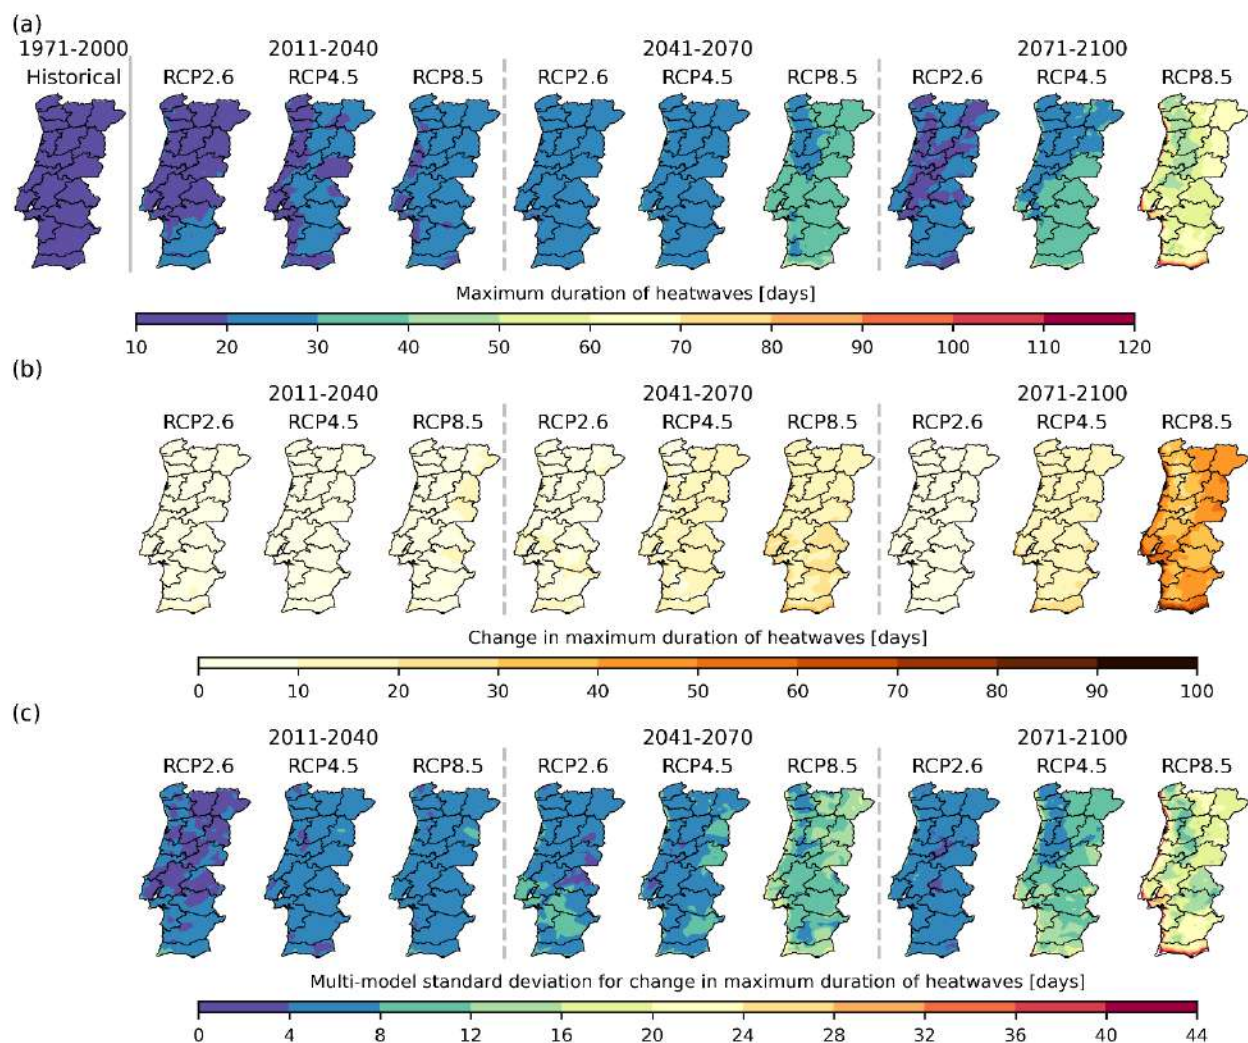 (a)
1971-2000 2011-2040 2041-2070 2071-2100
Historical RCP2.6 RCP4.5 RCP8.5 RCP2.6 RCP4.5 RCP8.5 RCP2.6 RCP4.5 RCP8.5
Maximum duration of heatwaves [days]
10 20 30 40 50 60 70 80 90 100 110 120
(b)
2011-2040 2041-2070 2071-2100
RCP2.6 RCP4.5 RCP8.5 RCP2.6 RCP4.5 RCP8.5 RCP2.6 RCP4.5 RCP8.5
Change in maximum duration of heatwaves [days]
0 10 20 30 40 50 60 70 80 90 100
(c)
2011-2040 2041-2070 2071-2100
RCP2.6 RCP4.5 RCP8.5 RCP2.6 RCP4.5 RCP8.5 RCP2.6 RCP4.5 RCP8.5
Multi-model standard deviation for change in maximum duration of heatwaves [days]
0 4 8 12 16 20 24 28 32 36 40 44